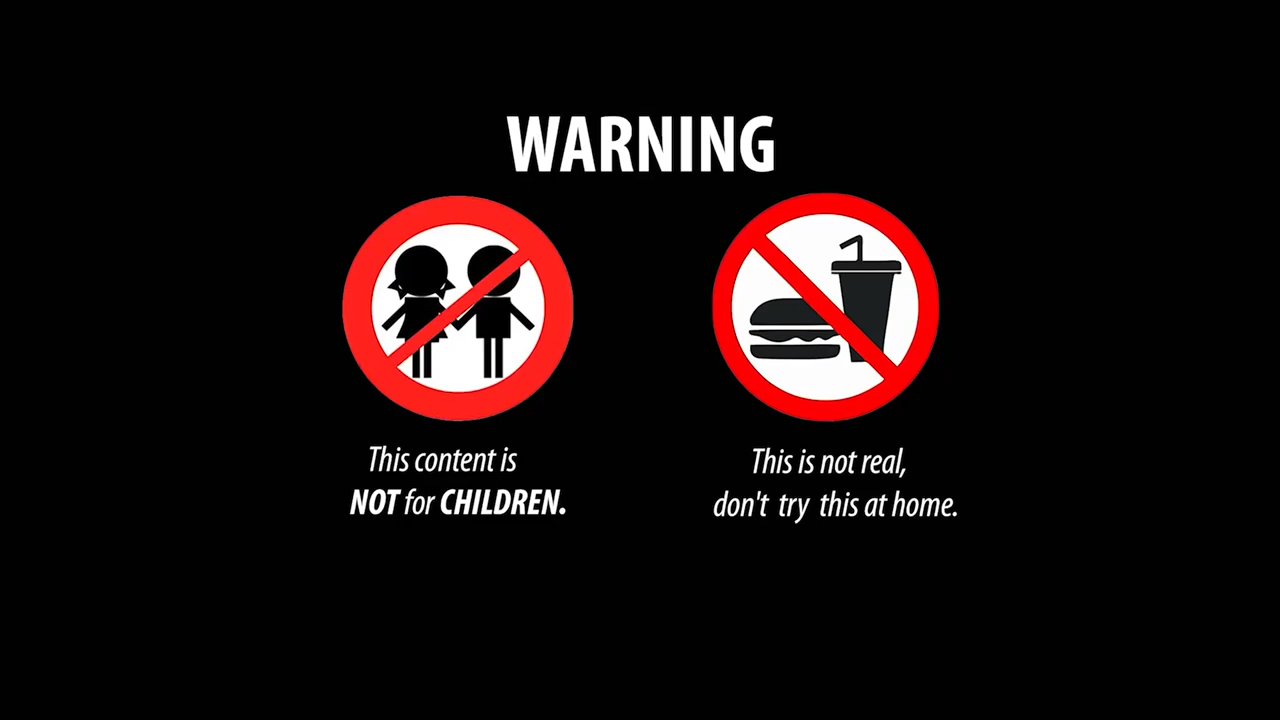 WARNING
This content is
NOT for CHILDREN.
This is not real,
don't try this at home.